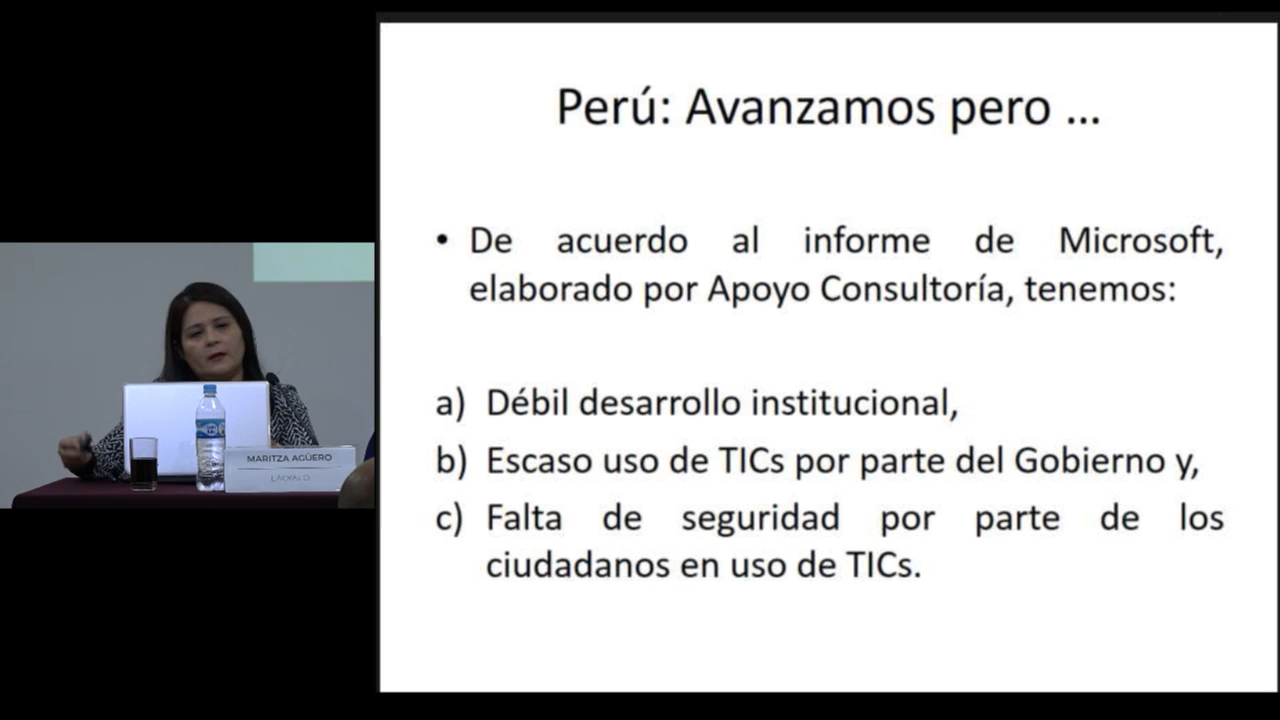 Perú: Avanzamos pero ...
• De acuerdo al informe de Microsoft,
elaborado por Apoyo Consultoría, tenemos:
a) Débil desarrollo institucional,
b) Escaso uso de TICs por parte del Gobierno y,
c) Falta de seguridad por parte de los
ciudadanos en uso de TICs.
MARITZA AGÜERO